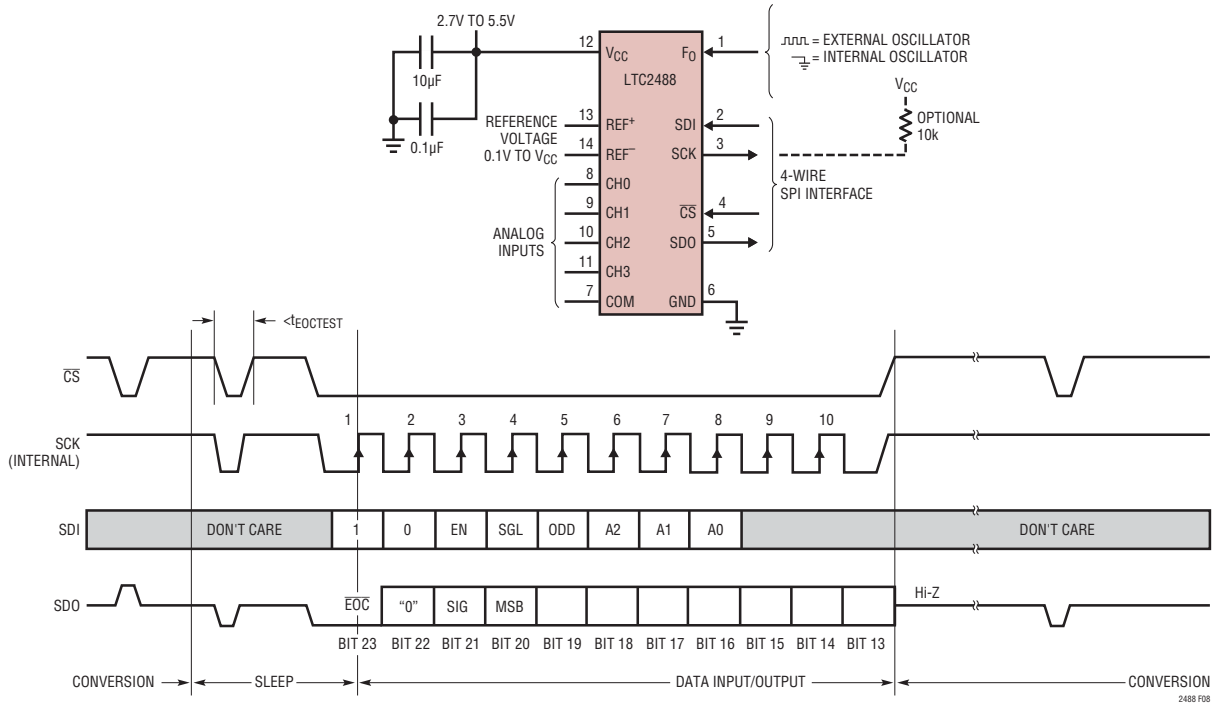 2.7V TO 5.5V
10µF
0.1µF
REFERENCE
VOLTAGE
0.1V TO VCC
ANALOG
INPUTS
12
13
14
8
9
10
11
7
VCC
REF+
REF–
CH0
CH1
CH2
CH3
COM
LTC2488
FO
SDI
SCK
CS
SDO
GND
1
2
3
4
5
6
= EXTERNAL OSCILLATOR
= INTERNAL OSCILLATOR
VCC
OPTIONAL
10k
4-WIRE
SPI INTERFACE
<tEOCTEST
CS
SCK
(INTERNAL)
1 2 3 4 5 6 7 8 9 10
SDI DON'T CARE 1 0 EN SGL ODD A2 A1 A0 DON'T CARE
SDO EOC “0” SIG MSB Hi-Z
BIT 23 BIT 22 BIT 21 BIT 20 BIT 19 BIT 18 BIT 17 BIT 16 BIT 15 BIT 14 BIT 13
CONVERSION SLEEP DATA INPUT/OUTPUT CONVERSION
2488 F08